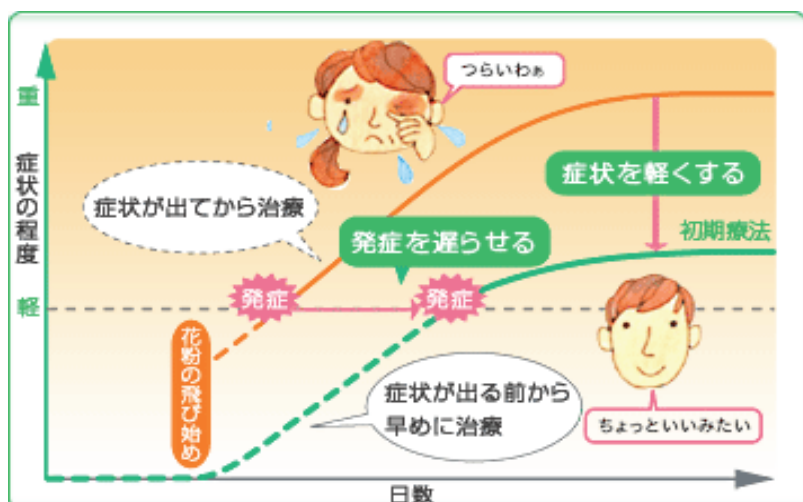 重
つらいわぁ
症状の程度
症状が出てから治療
症状を軽くする
発症を遅らせる
初期療法
軽
発症
発症
花粉の飛び始め
症状が出る前から
早めに治療
ちょっといいみたい
日数